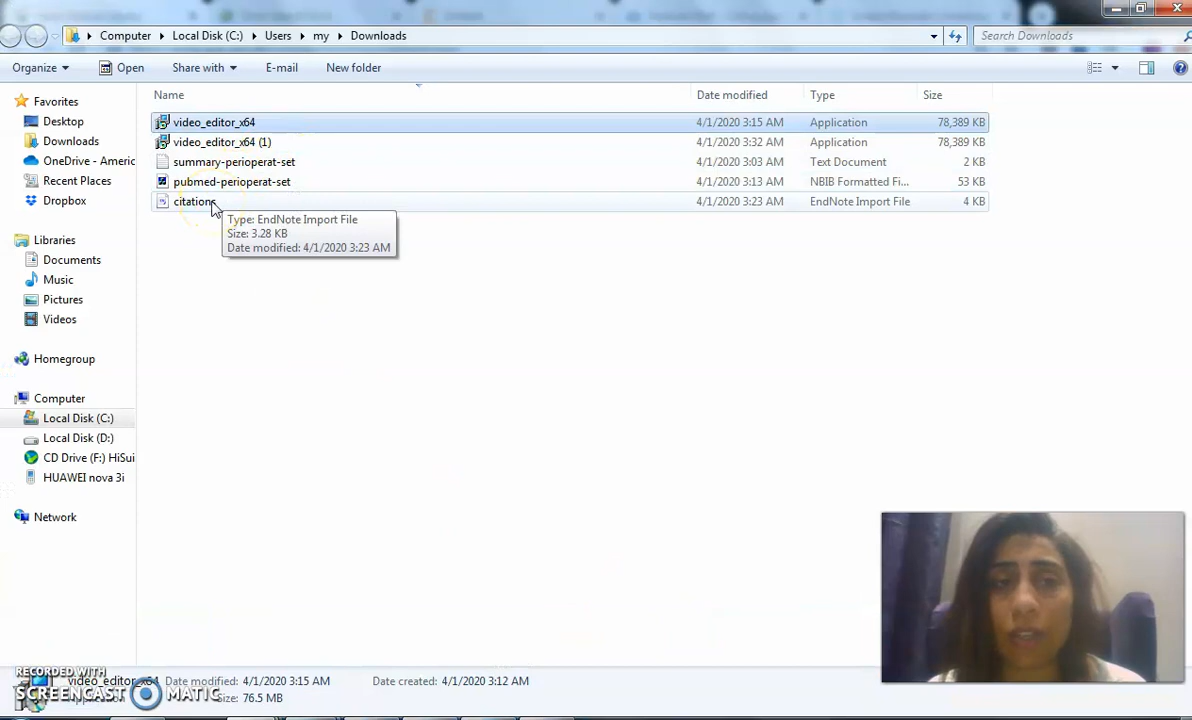 Computer Local Disk (C:) Users my Downloads Search Downloads
Organize Open Share with E-mail New folder
Name Date modified Type Size
video_editor_x64 4/1/2020 3:15 AM Application 78,389 KB
video_editor_x64 (1) 4/1/2020 3:32 AM Application 78,389 KB
summary-perioperat-set 4/1/2020 3:03 AM Text Document 2 KB
pubmed-perioperat-set 4/1/2020 3:13 AM NBIB Formatted Fi... 53 KB
citations 4/1/2020 3:23 AM EndNote Import File 4 KB
Type: EndNote Import File
Size: 3.28 KB
Date modified: 4/1/2020 3:23 AM
Favorites
Desktop
Downloads
OneDrive - Americ
Recent Places
Dropbox
Libraries
Documents
Music
Pictures
Videos
Homegroup
Computer
Local Disk (C:)
Local Disk (D:)
CD Drive (F:) HiSui
HUAWEI nova 3i
Network
RECORDED WITH
SCREENCAST MATIC
video_editor_x64 Date modified: 4/1/2020 3:15 AM Date created: 4/1/2020 3:12 AM
Application Size: 76.5 MB